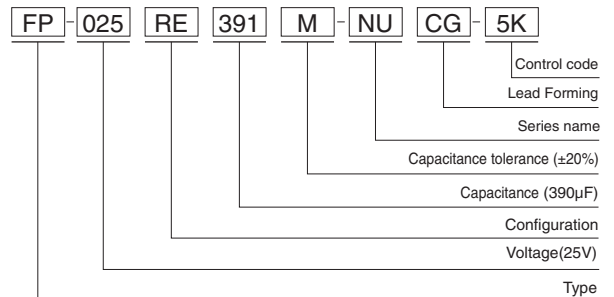 FP-025 RE 391 M-NU CG-5K
Control code
Lead Forming
Series name
Capacitance tolerance (±20%)
Capacitance (390µF)
Configuration
Voltage(25V)
Type